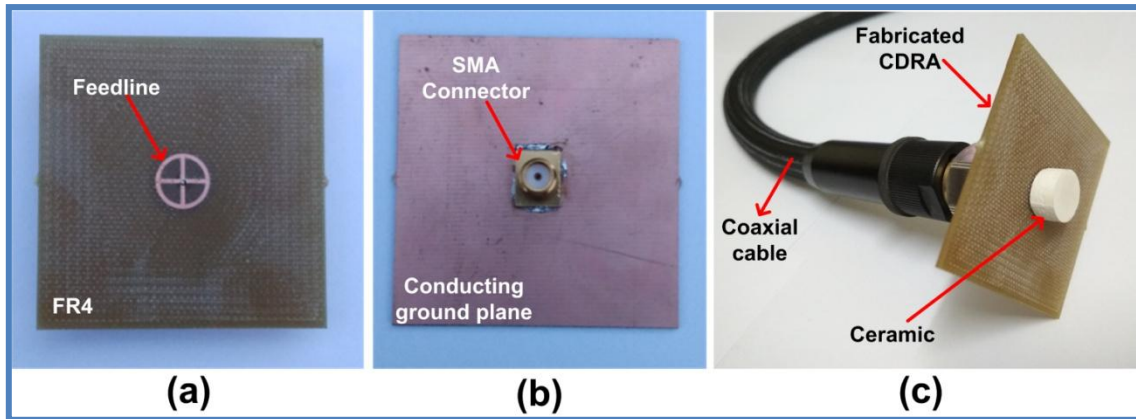 Feedline
FR4
(a)
SMA
Connector
Conducting
ground plane
(b)
Fabricated
CDRA
Coaxial
cable
Ceramic
(c)